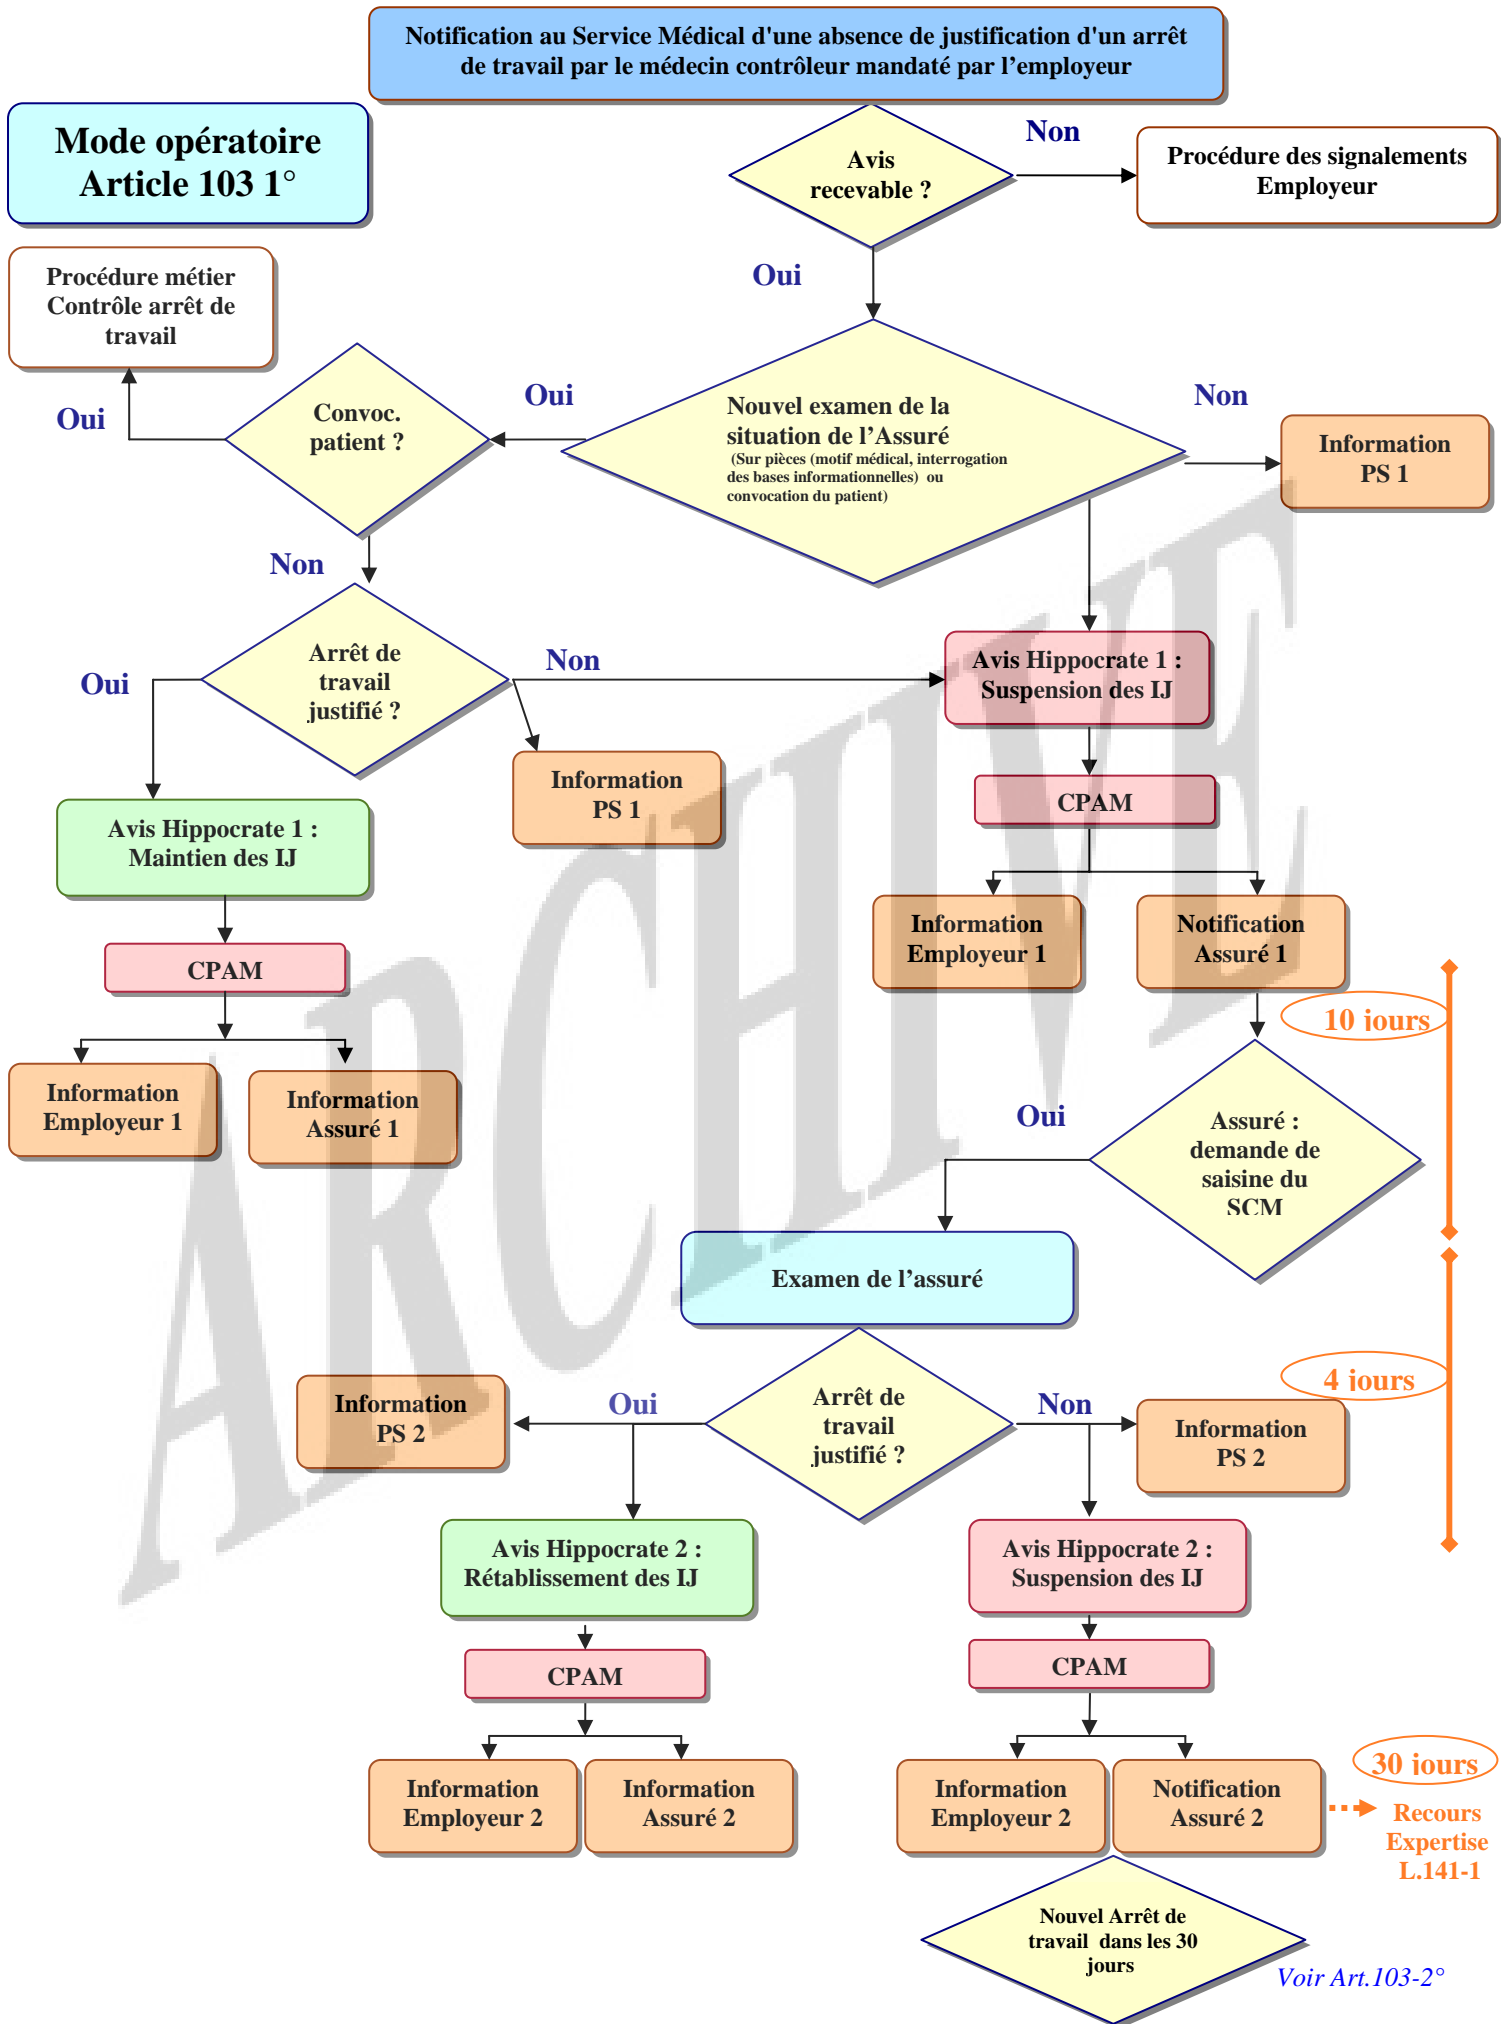 Notification au Service Médical d'une absence de justification d'un arrêt
de travail par le médecin contrôleur mandaté par l'employeur
Mode opératoire
Article 103 1°
Avis
recevable ?
Non
Procédure des signalements
Employeur
Oui
Procédure métier
Contrôle arrêt de
travail
Oui
Convoc.
patient ?
Oui
Nouvel examen de la
situation de l'Assuré
(Sur pièces (motif médical, interrogation
des bases informationnelles) ou
convocation du patient)
Non
Information
PS 1
Non
Arrêt de
travail
justifié ?
Oui
Non
Avis Hippocrate 1 :
Suspension des IJ
Information
PS 1
CPAM
Avis Hippocrate 1 :
Maintien des IJ
Information
Employeur 1
Notification
Assuré 1
CPAM
10 jours
Information
Employeur 1
Information
Assuré 1
Oui
Assuré :
demande de
saisine du
SCM
Examen de l'assuré
4 jours
Information
PS 2
Oui
Arrêt de
travail
justifié ?
Non
Information
PS 2
Avis Hippocrate 2 :
Rétablissement des IJ
Avis Hippocrate 2 :
Suspension des IJ
CPAM
CPAM
Information
Employeur 2
Information
Assuré 2
Information
Employeur 2
Notification
Assuré 2
30 jours
Recours
Expertise
L.141-1
Nouvel Arrêt de
travail dans les 30
jours
Voir Art.103-2°
ARCHIVE